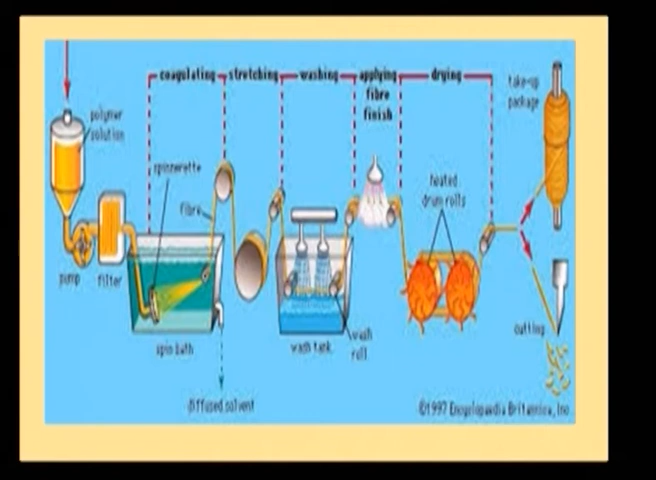 coagulating
stretching
washing
applying
fibre
finish
drying
take-up
package
polymer
solution
spinnerette
fibre
heated
drum rolls
pump
filter
spin bath
wash tank
wash
roll
cutting
diffused solvent
©1997 Encyclopaedia Britannica, Inc